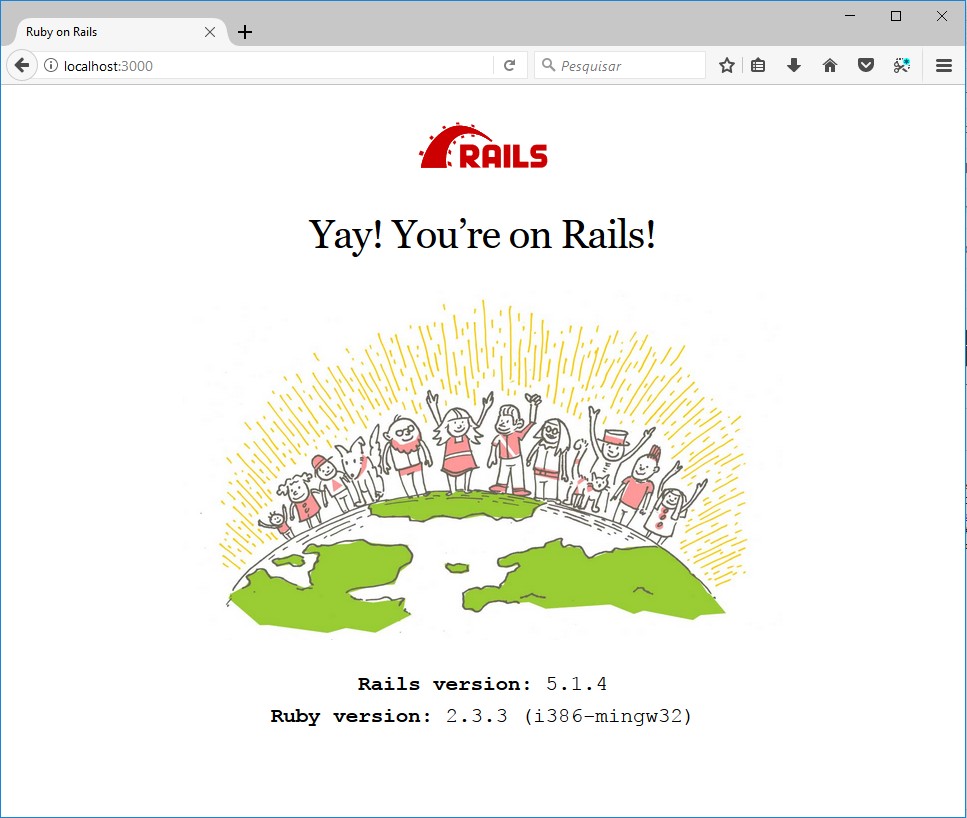 Ruby on Rails
localhost:3000
Pesquisar
RAILS
Yay! You’re on Rails!
Rails version: 5.1.4
Ruby version: 2.3.3 (i386-mingw32)